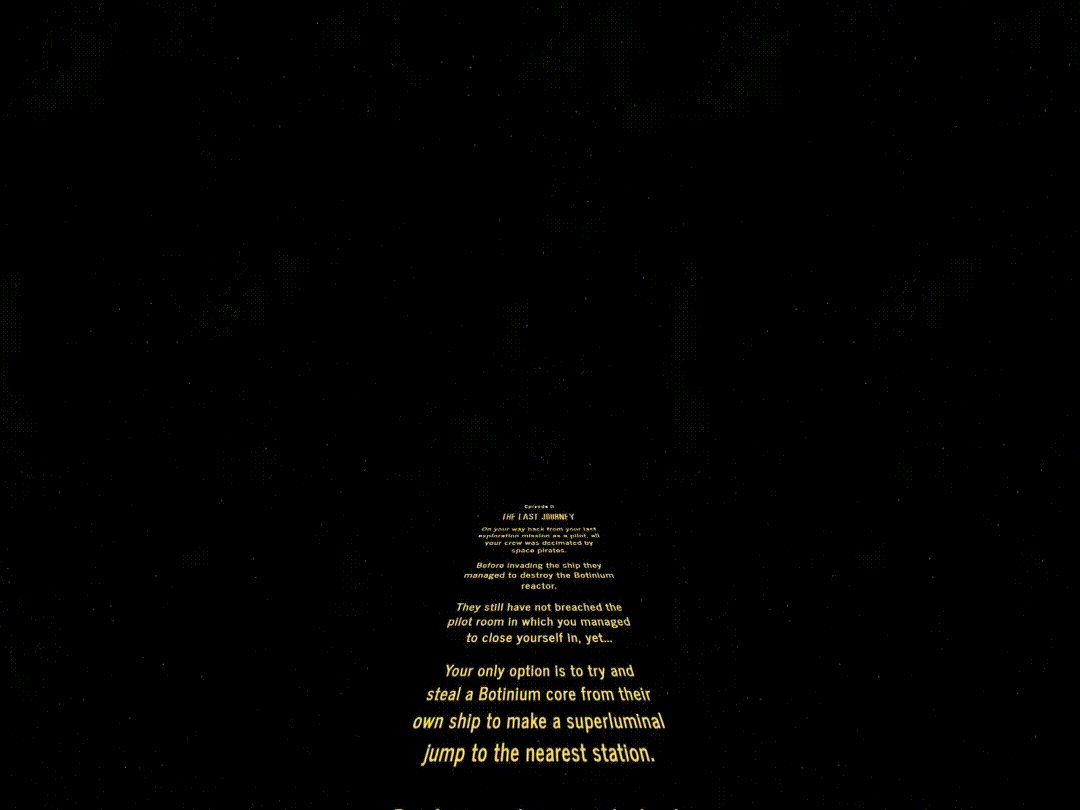 Episode II
THE LAST JOURNEY
On your way back from your last
exploration mission as a pilot, all
your crew was decimated by
space pirates.
Before invading the ship they
managed to destroy the Botinium
reactor.
They still have not breached the
pilot room in which you managed
to close yourself in, yet...
Your only option is to try and
steal a Botinium core from their
own ship to make a superluminal
jump to the nearest station.